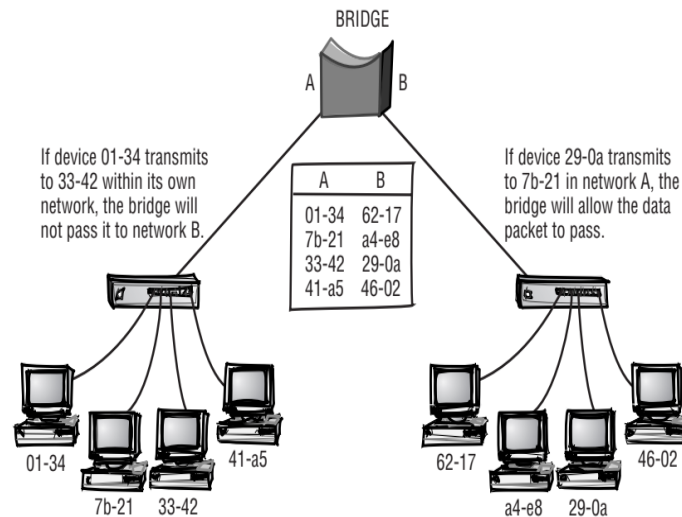 BRIDGE
A
B
If device 01-34 transmits
to 33-42 within its own
network, the bridge will
not pass it to network B.
A B
01-34 62-17
7b-21 a4-e8
33-42 29-0a
41-a5 46-02
If device 29-0a transmits
to 7b-21 in network A, the
bridge will allow the data
packet to pass.
01-34
7b-21
33-42
41-a5
62-17
a4-e8
29-0a
46-02